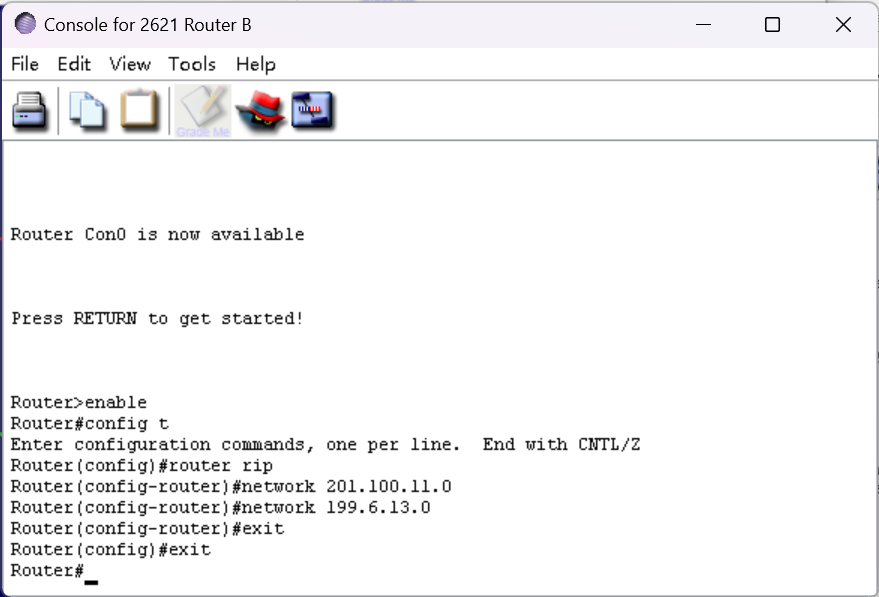 Console for 2621 Router B
File Edit View Tools Help
Grade Me
Router Con0 is now available
Press RETURN to get started!
Router>enable
Router#config t
Enter configuration commands, one per line.  End with CNTL/Z
Router(config)#router rip
Router(config-router)#network 201.100.11.0
Router(config-router)#network 199.6.13.0
Router(config-router)#exit
Router(config)#exit
Router#